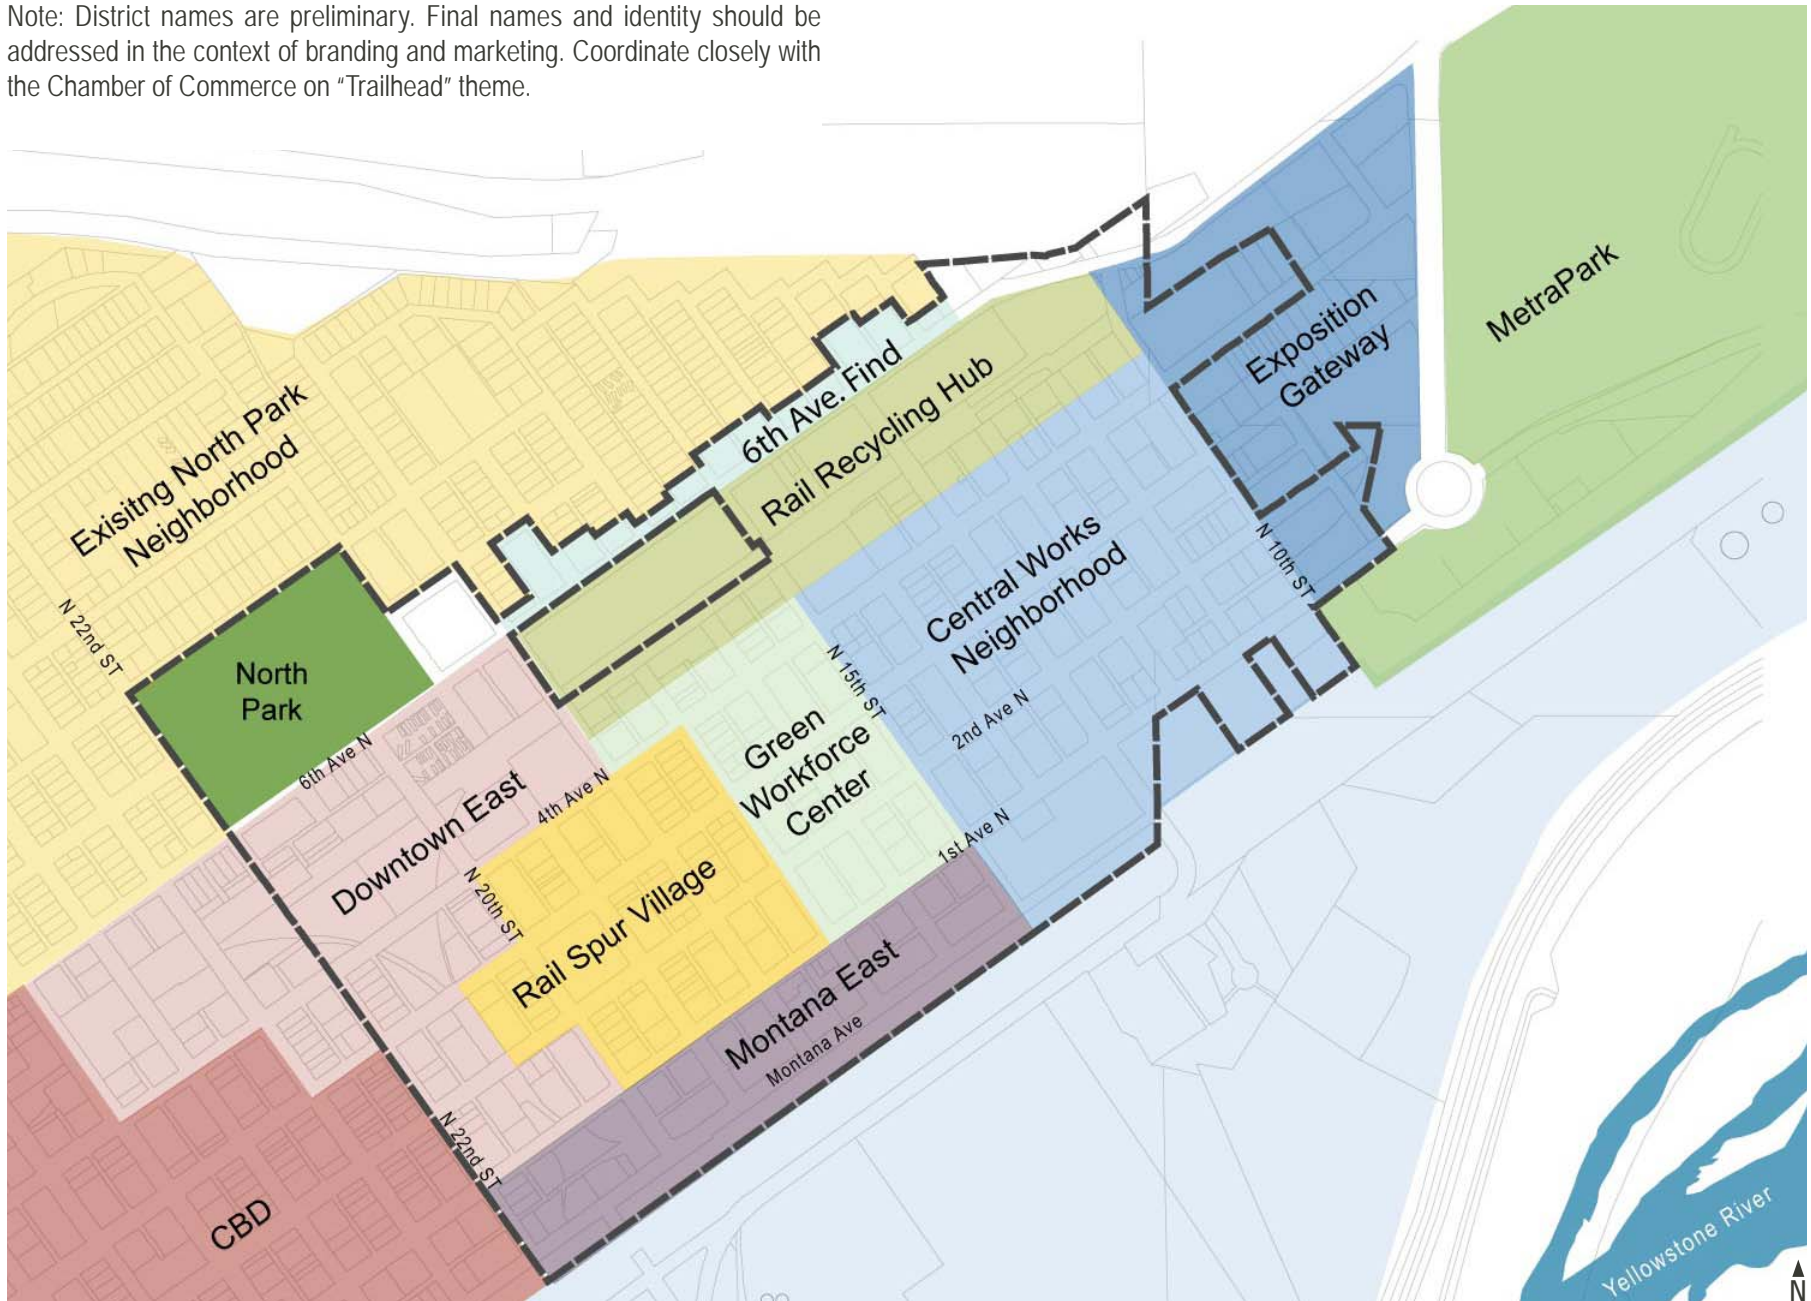 Note: District names are preliminary. Final names and identity should be
addressed in the context of branding and marketing. Coordinate closely with
the Chamber of Commerce on “Trailhead” theme.
MetraPark
Exposition
Gateway
6th Ave. Find
Rail Recycling Hub
Exisitng North Park
Neighborhood
N 10th ST
Central Works
Neighborhood
N 22nd ST
North
Park
N 15th ST
2nd Ave N
Green
Workforce
Center
6th Ave N
4th Ave N
Downtown East
1st Ave N
N 20th ST
Rail Spur Village
Montana East
Montana Ave
N 22nd ST
CBD
Yellowstone River
N